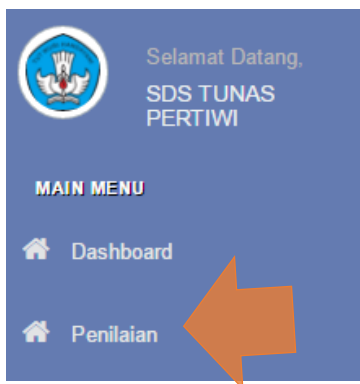 Selamat Datang,
SDS TUNAS
PERTIWI
MAIN MENU
Dashboard
Penilaian